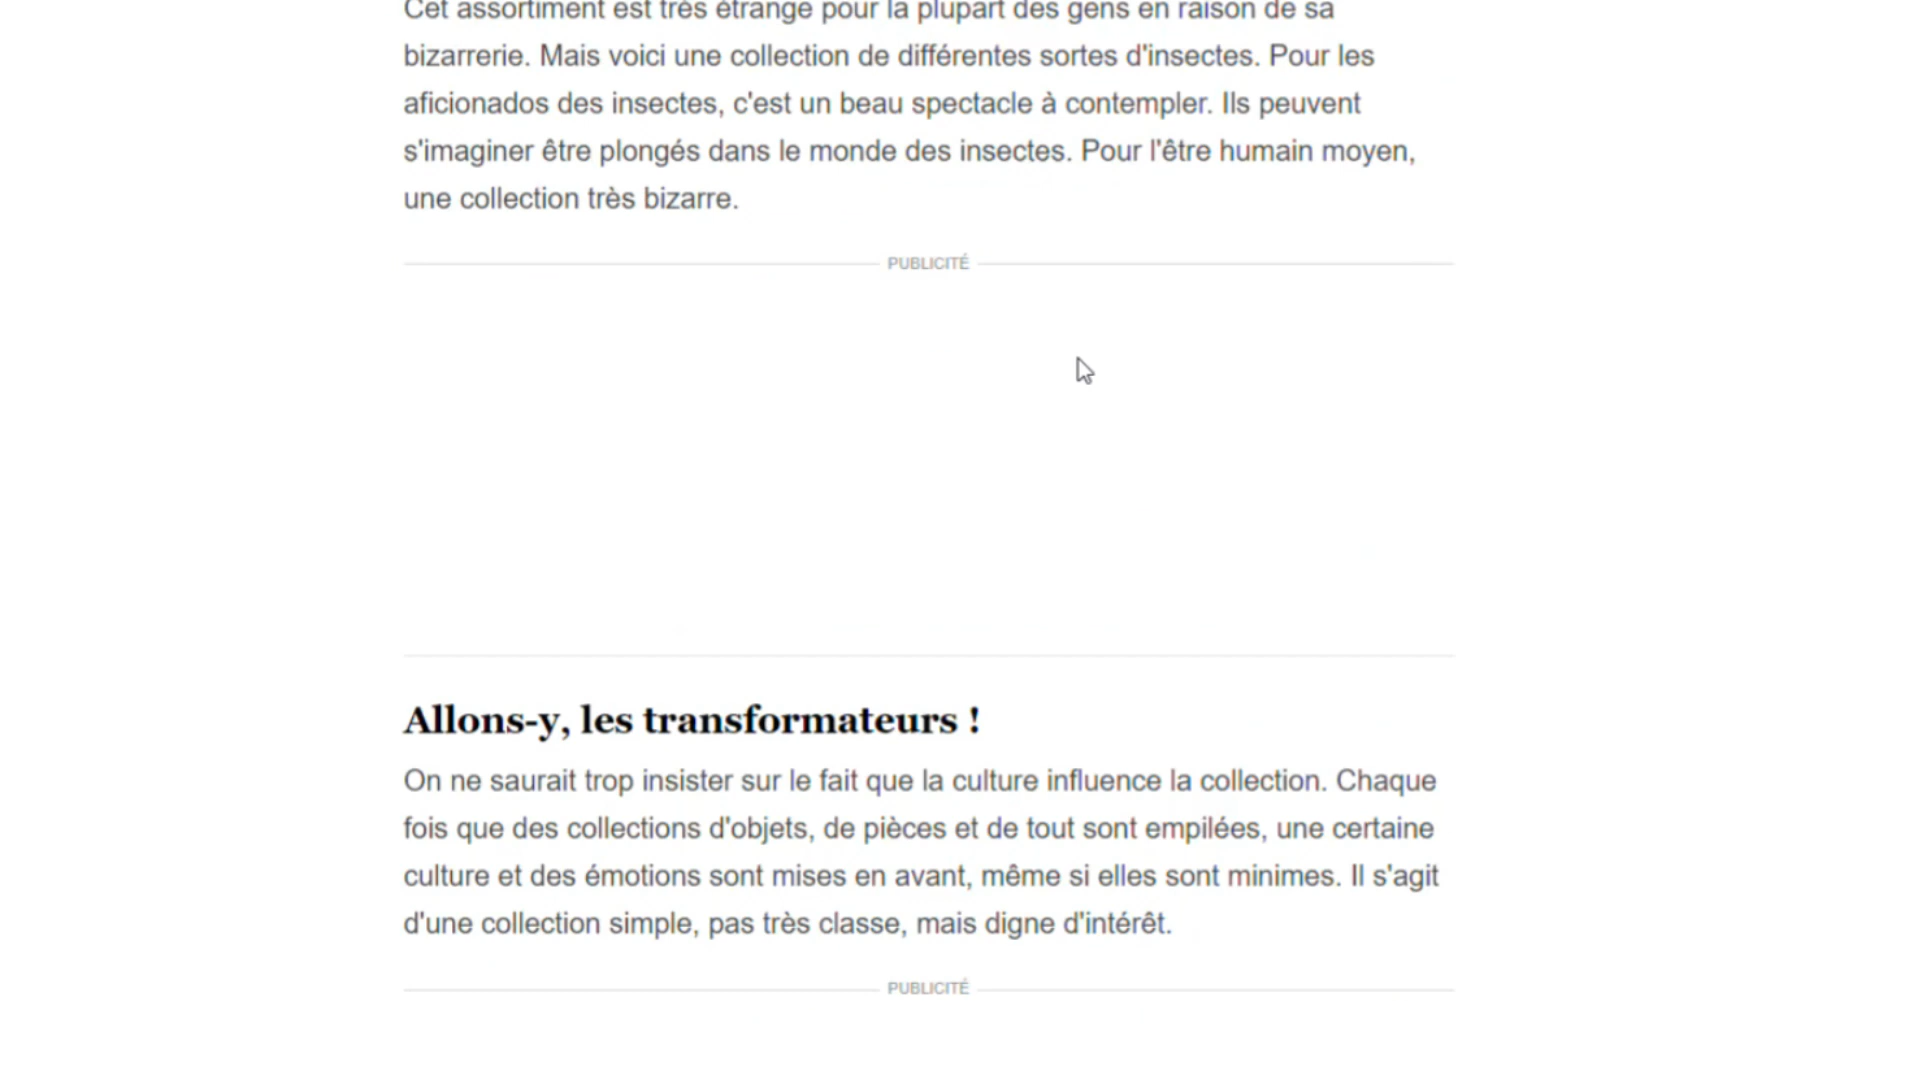 Cet assortiment est très étrange pour la plupart des gens en raison de sa
bizarrerie. Mais voici une collection de différentes sortes d'insectes. Pour les
aficionados des insectes, c'est un beau spectacle à contempler. Ils peuvent
s'imaginer être plongés dans le monde des insectes. Pour l'être humain moyen,
une collection très bizarre.
PUBLICITÉ
Allons-y, les transformateurs !
On ne saurait trop insister sur le fait que la culture influence la collection. Chaque
fois que des collections d'objets, de pièces et de tout sont empilées, une certaine
culture et des émotions sont mises en avant, même si elles sont minimes. Il s'agit
d'une collection simple, pas très classe, mais digne d'intérêt.
PUBLICITÉ